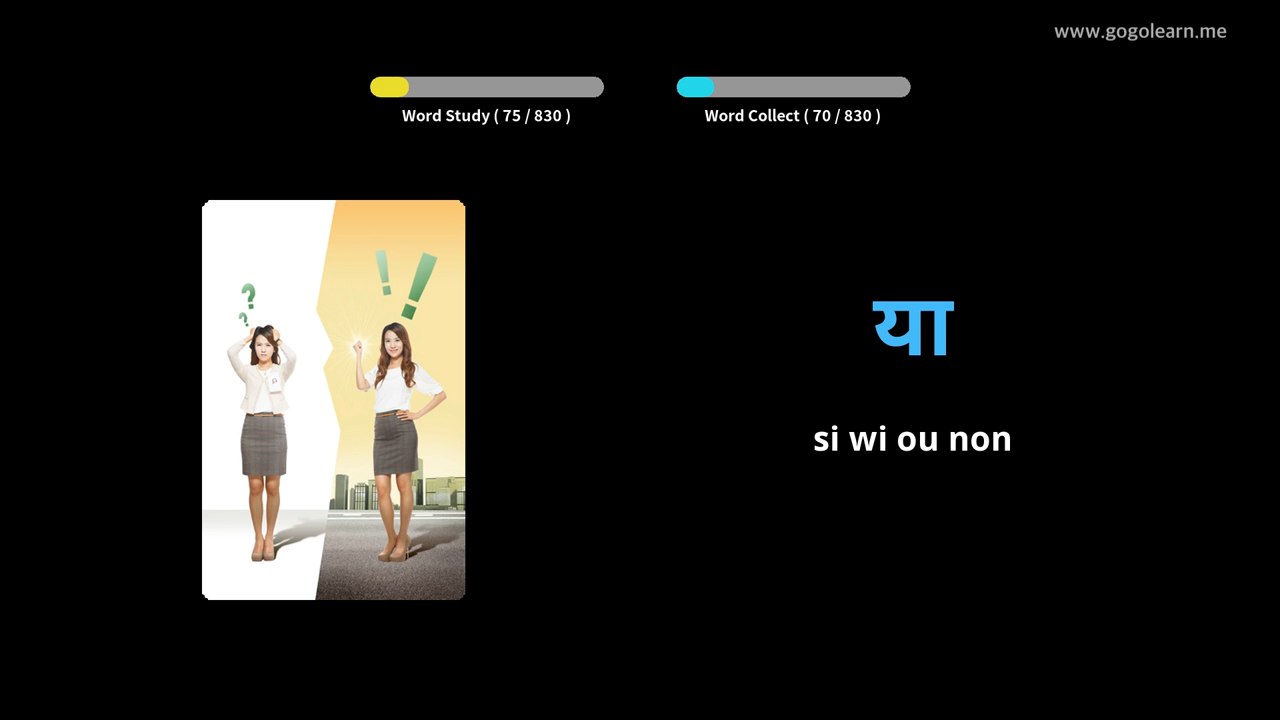 www.gogolearn.me
Word Study ( 75 / 830 )
Word Collect ( 70 / 830 )
? ?
! !
या
si wi ou non